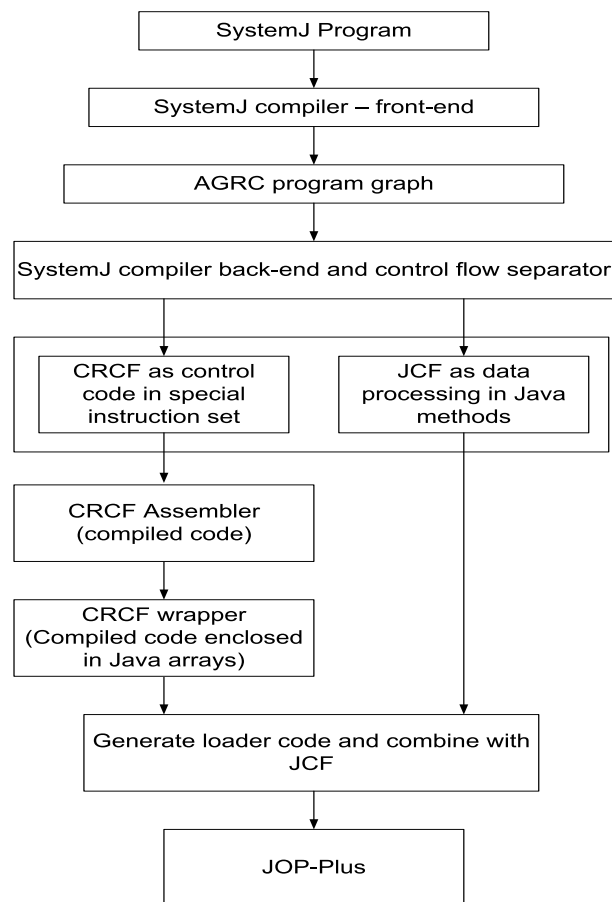 SystemJ Program
SystemJ compiler – front-end
AGRC program graph
SystemJ compiler back-end and control flow separator
CRCF as control
code in special
instruction set
JCF as data
processing in Java
methods
CRCF Assembler
(compiled code)
CRCF wrapper
(Compiled code enclosed
in Java arrays)
Generate loader code and combine with
JCF
JOP-Plus